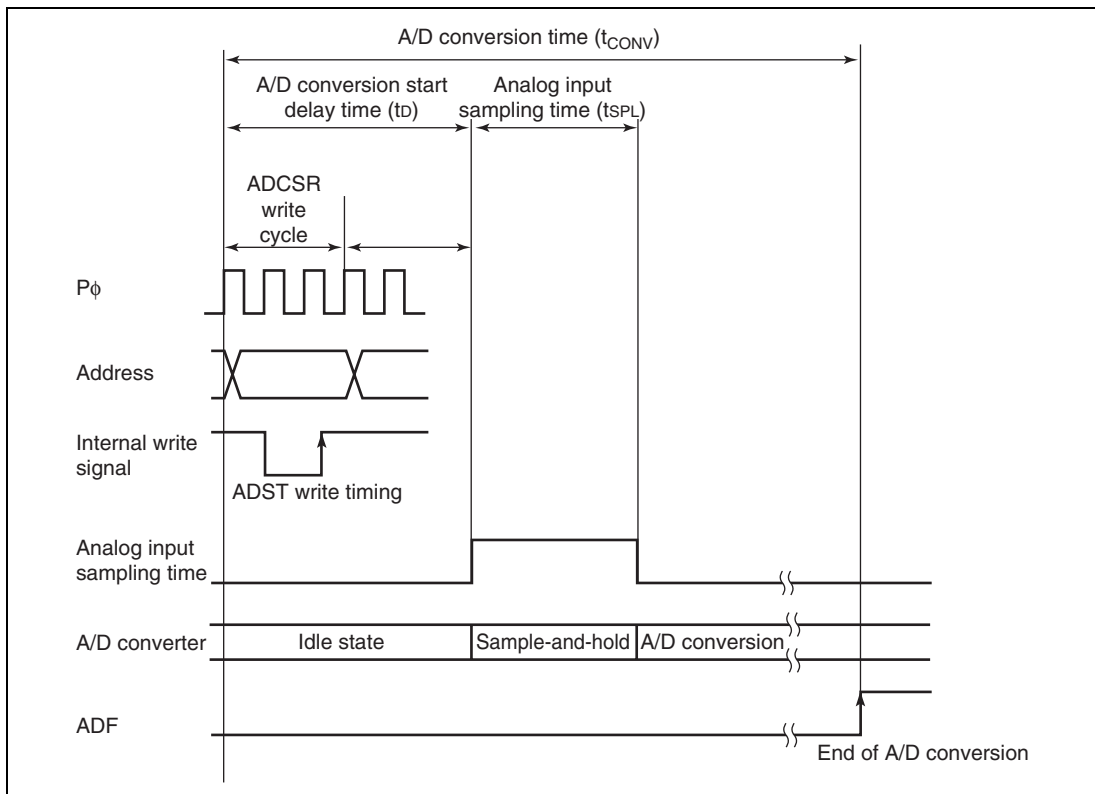 A/D conversion time (tCONV)
A/D conversion start
delay time (tD)
Analog input
sampling time (tSPL)
ADCSR
write
cycle
Pϕ
Address
Internal write
signal
ADST write timing
Analog input
sampling time
A/D converter
Idle state
Sample-and-hold
A/D conversion
ADF
End of A/D conversion